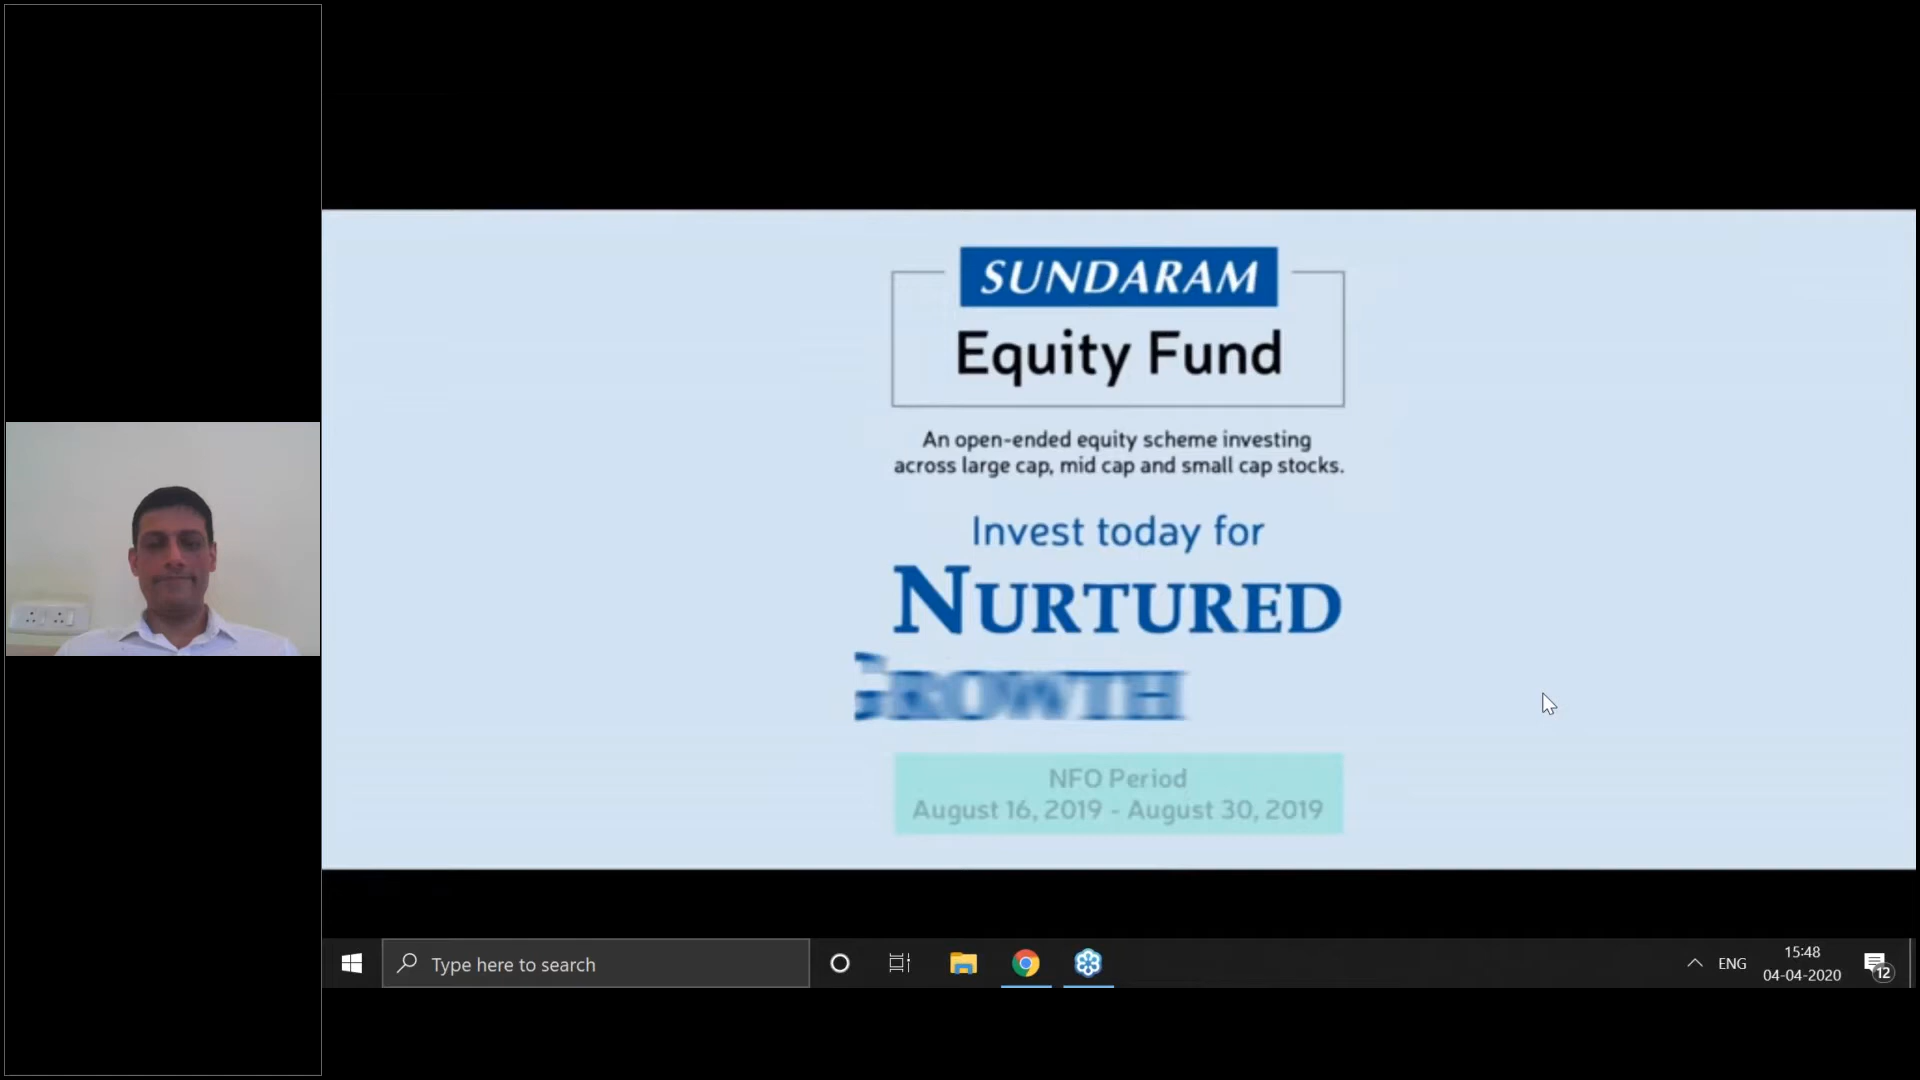 SUNDARAM
Equity Fund
An open-ended equity scheme investing
across large cap, mid cap and small cap stocks.
Invest today for
NURTURED
GROWTH
NFO Period
August 16, 2019 - August 30, 2019
Type here to search
ENG
15:48
04-04-2020
12